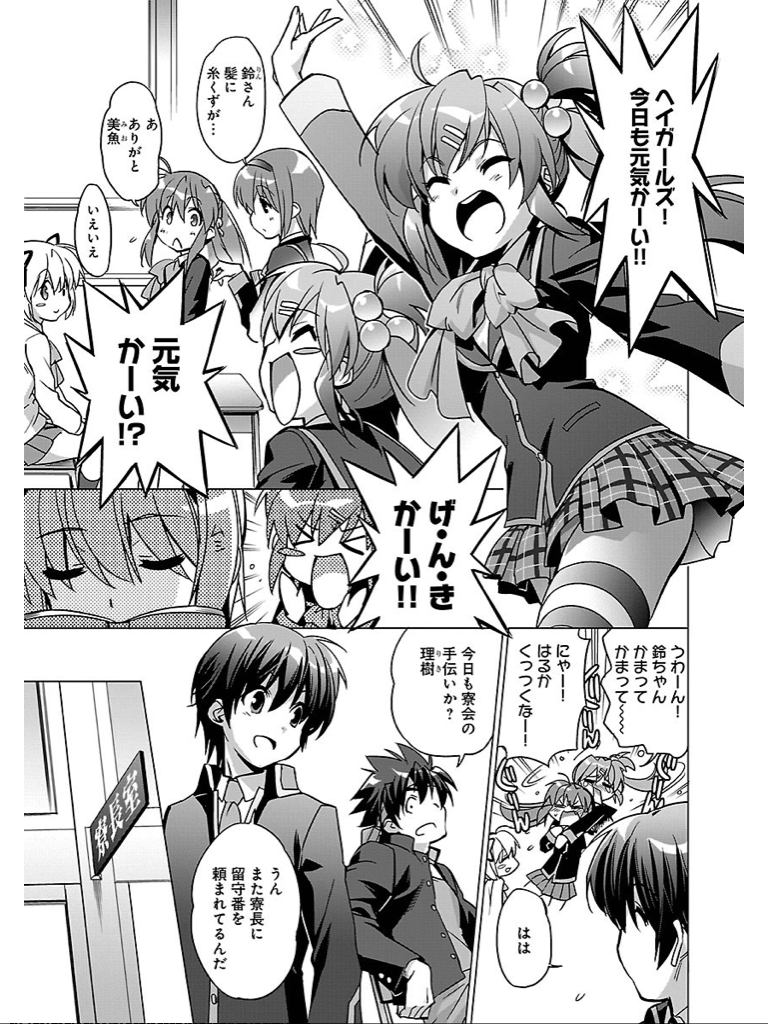 ヘイガールズ！
今日も元気かーい!!
鈴さん
髪に
糸くずが…
あ
ありがと
美魚
いえいえ
元気
かーい!?
げ・ん・き
かーい!!
うわーん！
鈴ちゃん
かまって
かまって〜〜
にゃー！
はるか
くっつくなー！
はは
今日も寮会の
手伝いか？
理樹
うん
また寮長に
留守番を
頼まれてるんだ
寮長室